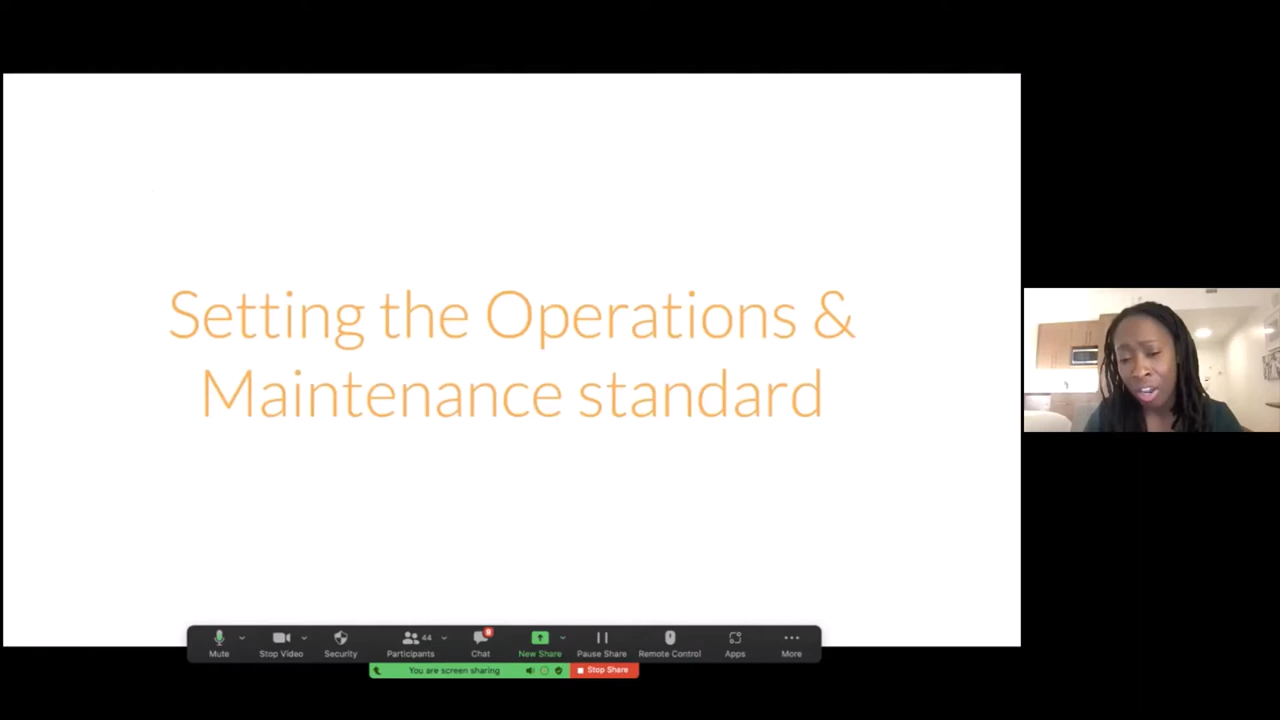 Setting the Operations &
Maintenance standard
44
8
Mute
Stop Video
Security
Participants
Chat
New Share
Pause Share
Remote Control
Apps
More
You are screen sharing
Stop Share